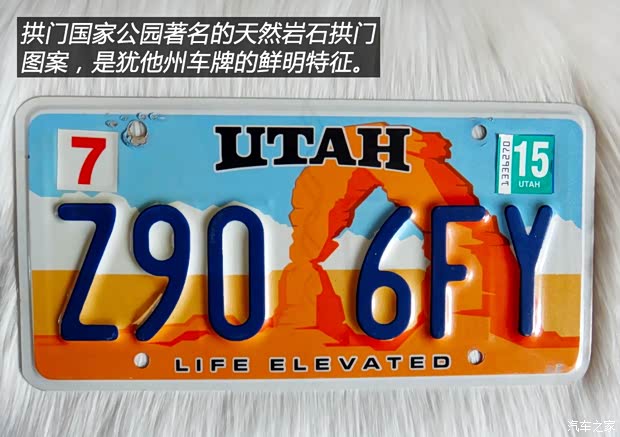 拱门国家公园著名的天然岩石拱门
图案，是犹他州车牌的鲜明特征。
UTAH
7
1336270
15
UTAH
Z90 6FY
LIFE ELEVATED
汽车之家